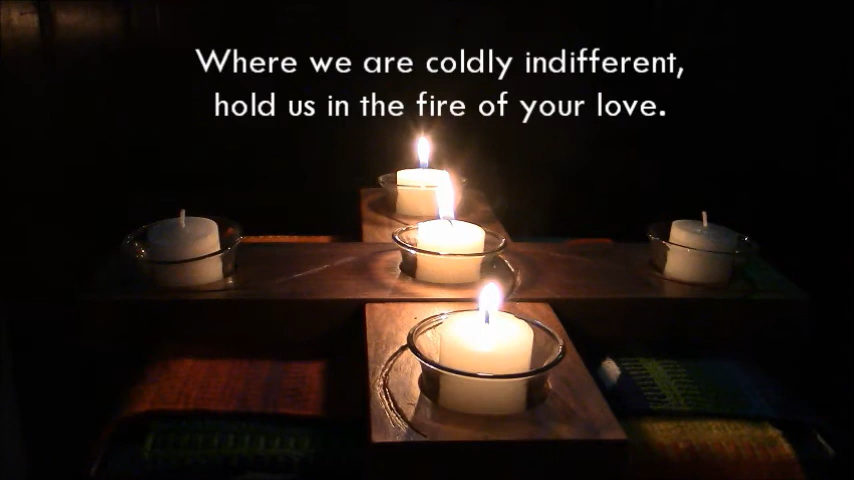 Where we are coldly indifferent,
hold us in the fire of your love.